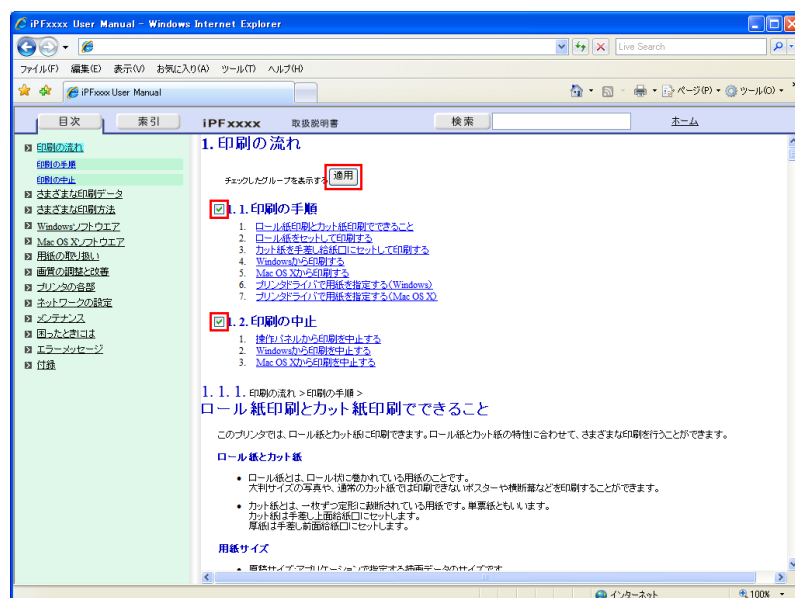 iPFxxxx User Manual - Windows Internet Explorer
Live Search
ファイル(F) 編集(E) 表示(V) お気に入り(A) ツール(T) ヘルプ(H)
iPFxxxx User Manual
ページ(P) ツール(O)
目次 索引 iPFxxxx 取扱説明書 検索 ホーム
印刷の流れ
印刷の手順
印刷の中止
さまざまな印刷データ
さまざまな印刷方法
Windowsソフトウエア
Mac OS Xソフトウエア
用紙の取り扱い
画質の調整と改善
プリンタの各部
ネットワークの設定
メンテナンス
困ったときには
エラーメッセージ
付録
1. 印刷の流れ
チェックしたグループを表示する 適用
1. 1. 印刷の手順
1. ロール紙印刷とカット紙印刷でできること
2. ロール紙をセットして印刷する
3. カット紙を手差し給紙口にセットして印刷する
4. Windowsから印刷する
5. Mac OS Xから印刷する
6. プリンタドライバで用紙を指定する(Windows)
7. プリンタドライバで用紙を指定する(Mac OS X)
1. 2. 印刷の中止
1. 操作パネルから印刷を中止する
2. Windowsから印刷を中止する
3. Mac OS Xから印刷を中止する
1. 1. 1. 印刷の流れ > 印刷の手順 >
ロール紙印刷とカット紙印刷でできること
このプリンタでは、ロール紙とカット紙に印刷できます。ロール紙とカット紙の特性に合わせて、さまざまな印刷を行うことができます。
ロール紙とカット紙
• ロール紙とは、ロール状に巻かれている用紙のことです。
大判サイズの写真や、通常のカット紙では印刷できないポスターや横断幕などを印刷することができます。
• カット紙とは、一枚ずつ定形に裁断されている用紙です。単票紙ともいいます。
カット紙は手差し上面給紙口にセットします。
厚紙は手差し前面給紙口にセットします。
用紙サイズ
• 原稿サイズ:アプリケーションで指定する描画データのサイズです
インターネット 100%